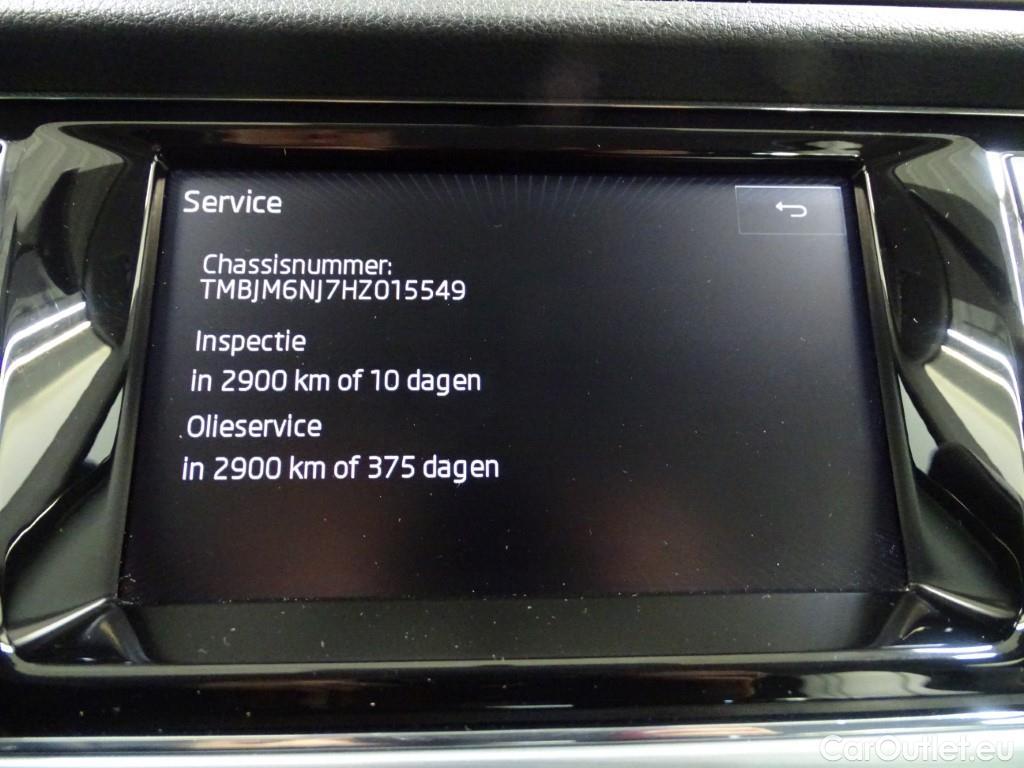 Service
Chassisnummer:
TMBJM6NJ7HZ015549
Inspectie
in 2900 km of 10 dagen
Olieservice
in 2900 km of 375 dagen
CarOutlet.eu